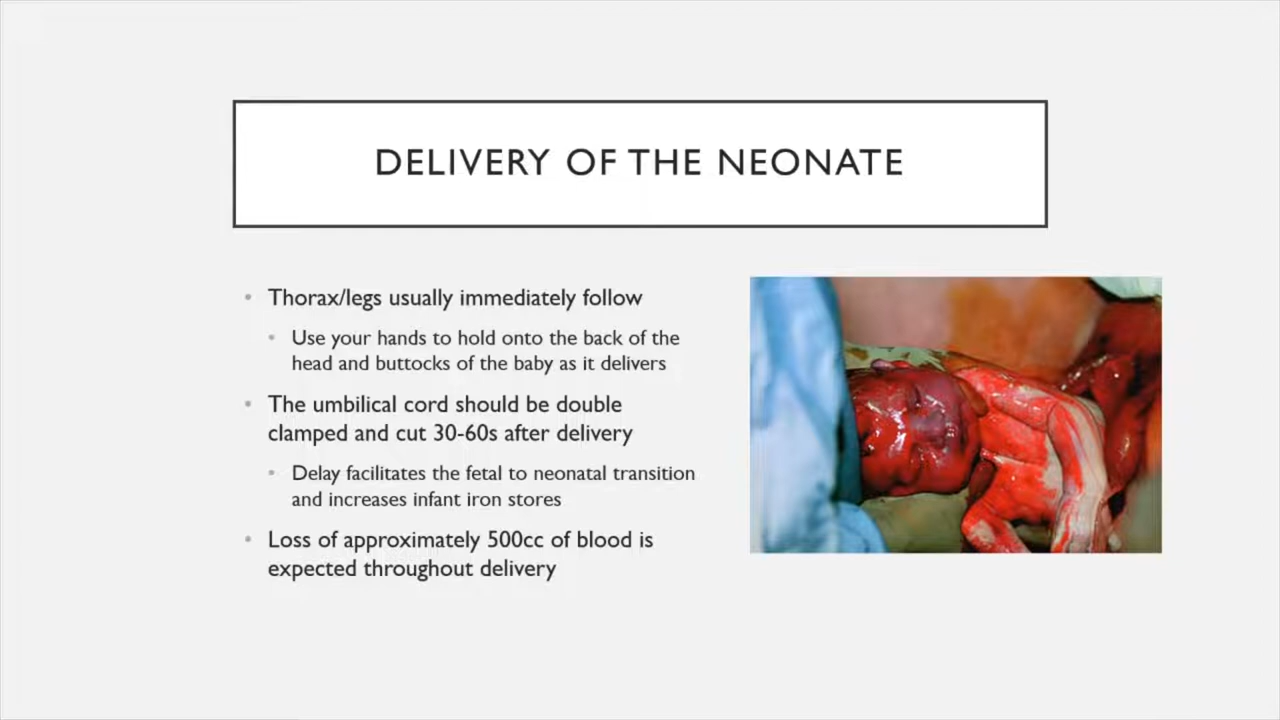 DELIVERY OF THE NEONATE
• Thorax/legs usually immediately follow
• Use your hands to hold onto the back of the
head and buttocks of the baby as it delivers
• The umbilical cord should be double
clamped and cut 30-60s after delivery
• Delay facilitates the fetal to neonatal transition
and increases infant iron stores
• Loss of approximately 500cc of blood is
expected throughout delivery